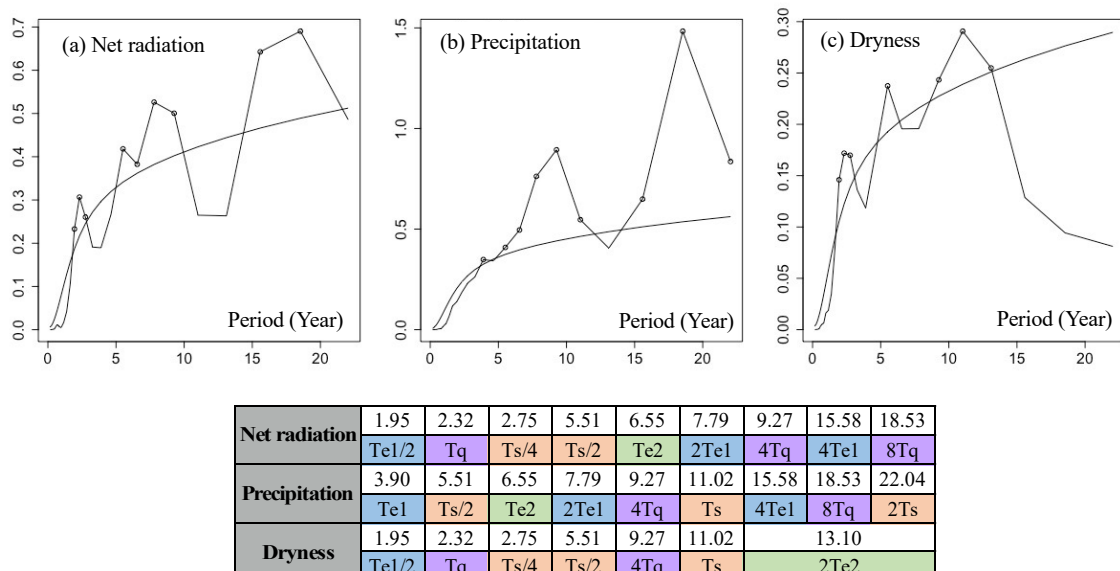 (a) Net radiation
0.7
0.6
0.5
0.4
0.3
0.2
0.1
0.0
Period (Year)
0 5 10 15 20
(b) Precipitation
1.5
1.0
0.5
0.0
Period (Year)
0 5 10 15 20
(c) Dryness
0.30
0.25
0.20
0.15
0.10
0.05
0.00
Period (Year)
0 5 10 15 20
Net radiation
1.95 2.32 2.75 5.51 6.55 7.79 9.27 15.58 18.53
Te1/2 Tq Ts/4 Ts/2 Te2 2Te1 4Tq 4Te1 8Tq
Precipitation
3.90 5.51 6.55 7.79 9.27 11.02 15.58 18.53 22.04
Te1 Ts/2 Te2 2Te1 4Tq Ts 4Te1 8Tq 2Ts
Dryness
1.95 2.32 2.75 5.51 9.27 11.02 13.10
Te1/2 Tq Ts/4 Ts/2 4Tq Ts 2Te2